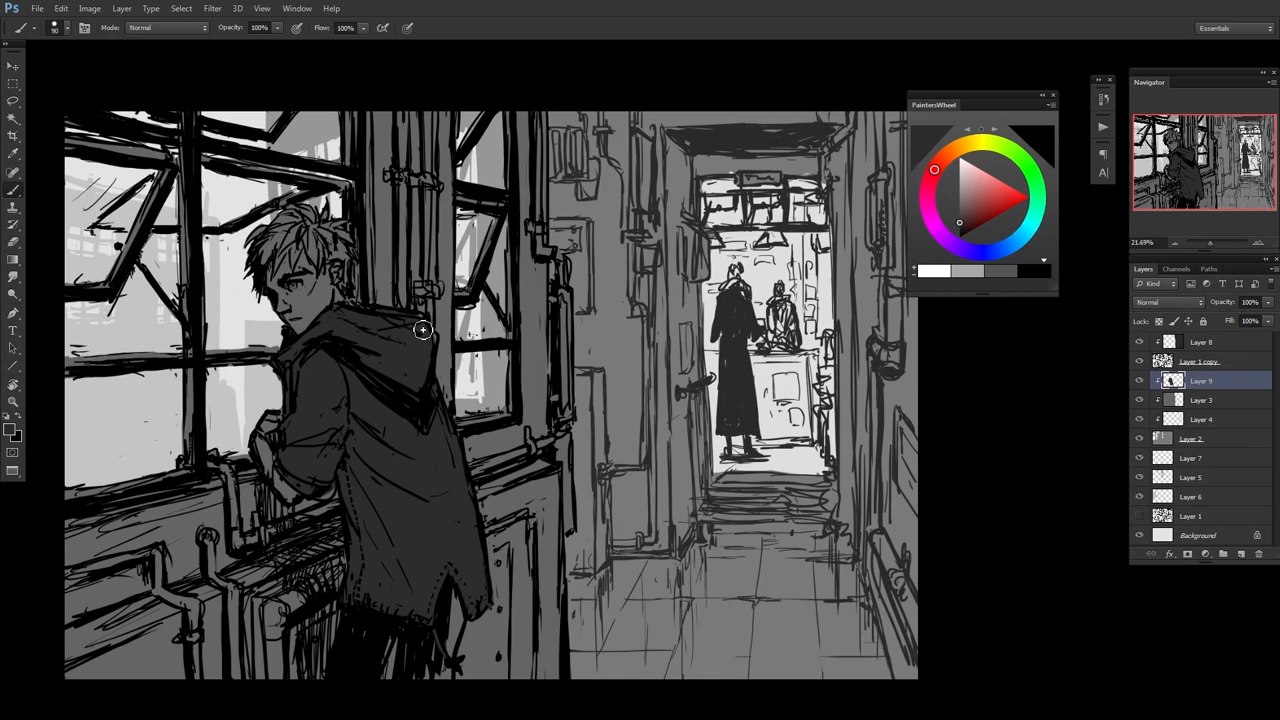 Ps File Edit Image Layer Type Select Filter 3D View Window Help
90 Mode: Normal Opacity: 100% Flow: 100% Essentials
PaintersWheel
Navigator
21.69%
Layers Channels Paths
Kind
Normal Opacity: 100%
Lock: Fill: 100%
Layer 8
Layer 1 copy
Layer 9
Layer 3
Layer 4
Layer 2
Layer 7
Layer 5
Layer 6
Layer 1
Background